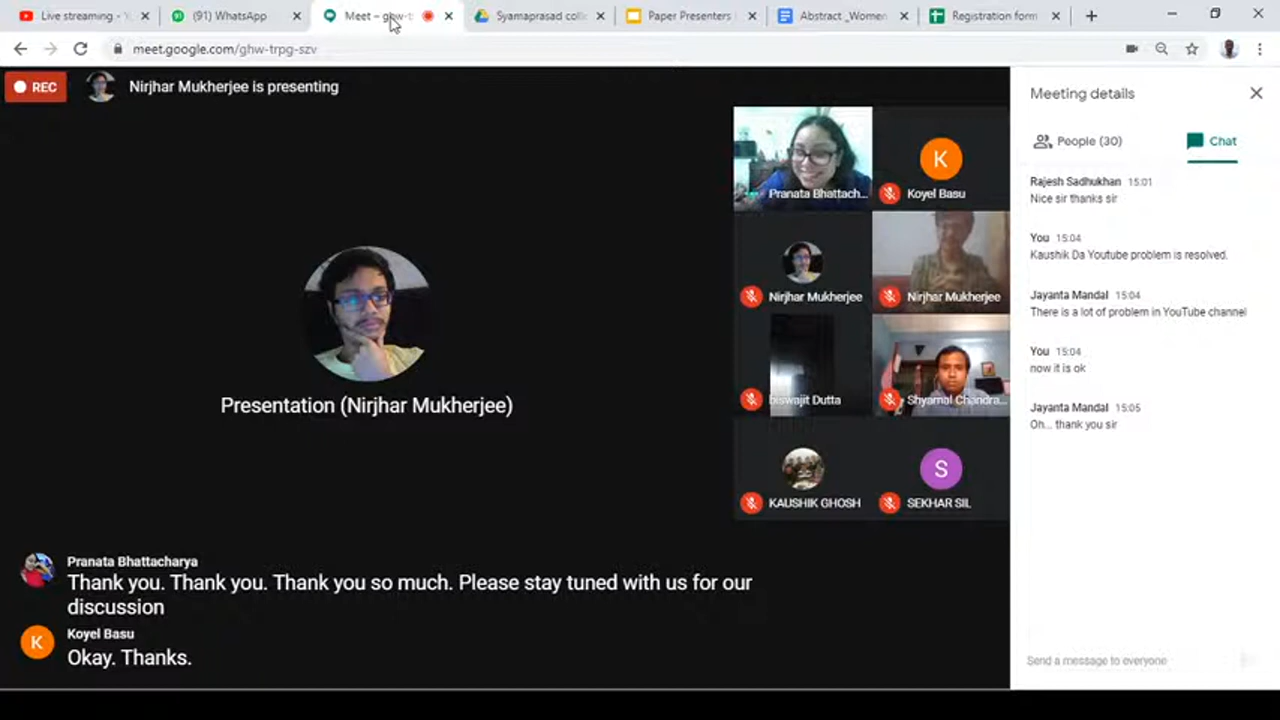 Live streaming - Y
(91) WhatsApp
Meet – ghw-t
Syamaprasad coll
Paper Presenters
Abstract _Women
Registration form
meet.google.com/ghw-trpg-szv
REC
Nirjhar Mukherjee is presenting
Presentation (Nirjhar Mukherjee)
Pranata Bhattach...
Koyel Basu
Nirjhar Mukherjee
Nirjhar Mukherjee
biswajit Dutta
Shyamal Chandra...
KAUSHIK GHOSH
S
SEKHAR SIL
K
Pranata Bhattacharya
Thank you. Thank you. Thank you so much. Please stay tuned with us for our
discussion
K
Koyel Basu
Okay. Thanks.
Meeting details
People (30)
Chat
Rajesh Sadhukhan 15:01
Nice sir thanks sir
You 15:04
Kaushik Da Youtube problem is resolved.
Jayanta Mandal 15:04
There is a lot of problem in YouTube channel
You 15:04
now it is ok
Jayanta Mandal 15:05
Oh... thank you sir
Send a message to everyone